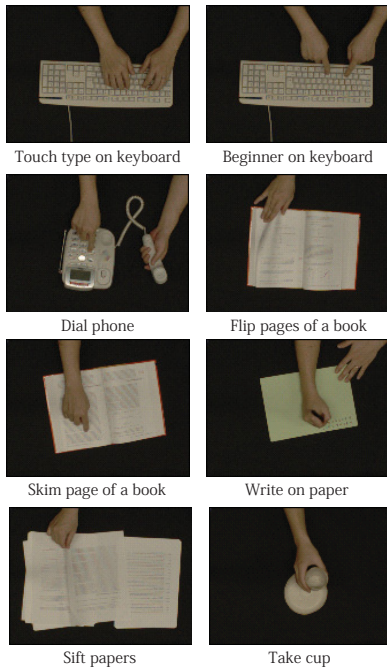 Touch type on keyboard
Beginner on keyboard
Dial phone
Flip pages of a book
Skim page of a book
Write on paper
Sift papers
Take cup